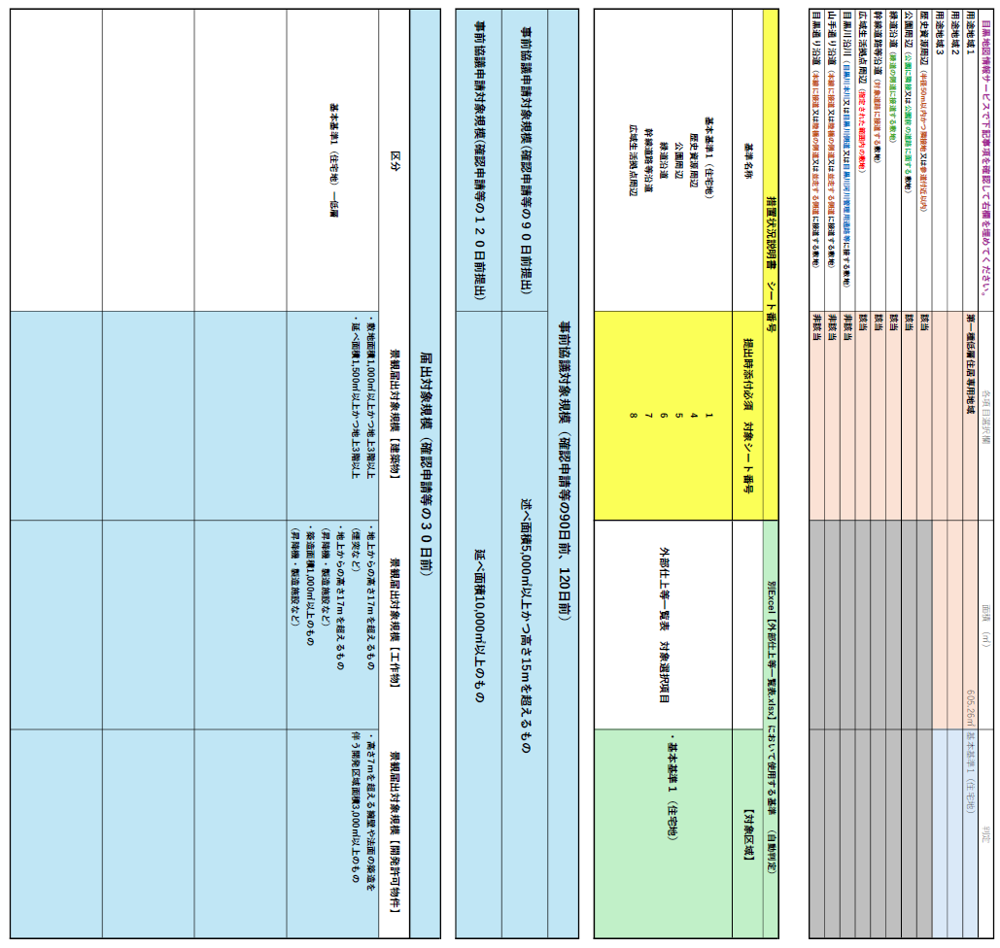 目黒地図情報サービスで下記事項を確認して右欄を埋めてください。 各項目選択欄 面積 （㎡） 判定
用途地域１ 第一種低層住居専用地域 605.26㎡ 基本基準1（住宅地）
用途地域２
用途地域３
歴史資源周辺（半径50m以内かつ隣接地又は参道付近以内） 該当
公園周辺（公園に隣接又は公園前の道路に面する敷地） 該当
緑道沿道（緑道の側道に接道する敷地） 該当
幹線道路等沿道（対象道路に接道する敷地） 該当
広域生活拠点周辺（指定された範囲内の敷地） 該当
目黒川沿川（目黒川本川又は目黒川側道又は目黒川河川管理用通路等に接する敷地） 非該当
山手通り沿道（本線に接道又は陸橋の側道又は並走する側道に接道する敷地） 非該当
目黒通り沿道（本線に接道又は陸橋の側道又は並走する側道に接道する敷地） 非該当
措置状況説明書 シート番号 別Excel【外部仕上等一覧表.xlsx】において使用する基準 （自動判定）
基準名称 提出時添付必須 対象シート番号 【対象区域】
基本基準1（住宅地） 1
歴史資源周辺 4
公園周辺 5
緑道沿道 6
幹線道路等沿道 7
広域生活拠点周辺 8
外部仕上等一覧表 対象選択項目
・基本基準1（住宅地）
事前協議対象規模（確認申請等の90日前、120日前）
事前協議申請対象規模(確認申請等の９０日前提出) 述べ面積5,000㎡以上かつ高さ15mを超えるもの
事前協議申請対象規模(確認申請等の１２０日前提出) 延べ面積10,000㎡以上のもの
届出対象規模（確認申請等の３０日前）
区分 景観届出対象規模【建築物】 景観届出対象規模【工作物】 景観届出対象規模【開発許可物件】
基本基準1（住宅地）―低層
・敷地面積1,000㎡以上かつ地上3階以上
・延べ面積1,500㎡以上かつ地上3階以上
・地上からの高さ17mを超えるもの
（煙突など）
・地上からの高さ17mを超えるもの
（昇降機・製造施設など）
・築造面積1,000㎡以上のもの
（昇降機・製造施設など）
・高さ7mを超える擁壁や法面の築造を
伴う開発区域面積3,000㎡以上のもの